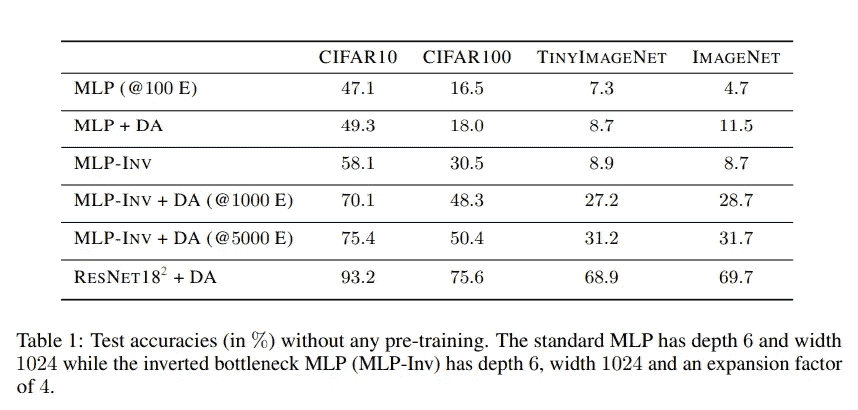 CIFAR10 CIFAR100 TINYIMAGENET IMAGENET
MLP (@100 E) 47.1 16.5 7.3 4.7
MLP + DA 49.3 18.0 8.7 11.5
MLP-INV 58.1 30.5 8.9 8.7
MLP-INV + DA (@1000 E) 70.1 48.3 27.2 28.7
MLP-INV + DA (@5000 E) 75.4 50.4 31.2 31.7
RESNET18² + DA 93.2 75.6 68.9 69.7
Table 1: Test accuracies (in %) without any pre-training. The standard MLP has depth 6 and width
1024 while the inverted bottleneck MLP (MLP-Inv) has depth 6, width 1024 and an expansion factor
of 4.